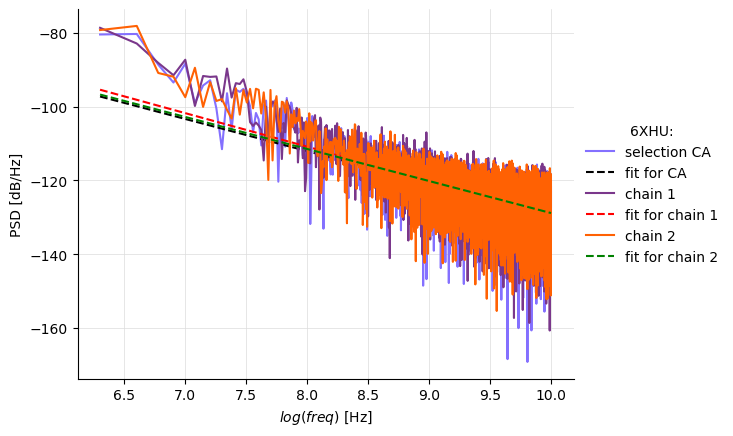 −80
−100
−120
−140
−160
PSD [dB/Hz]
6.5 7.0 7.5 8.0 8.5 9.0 9.5 10.0
log(freq) [Hz]
6XHU:
selection CA
fit for CA
chain 1
fit for chain 1
chain 2
fit for chain 2